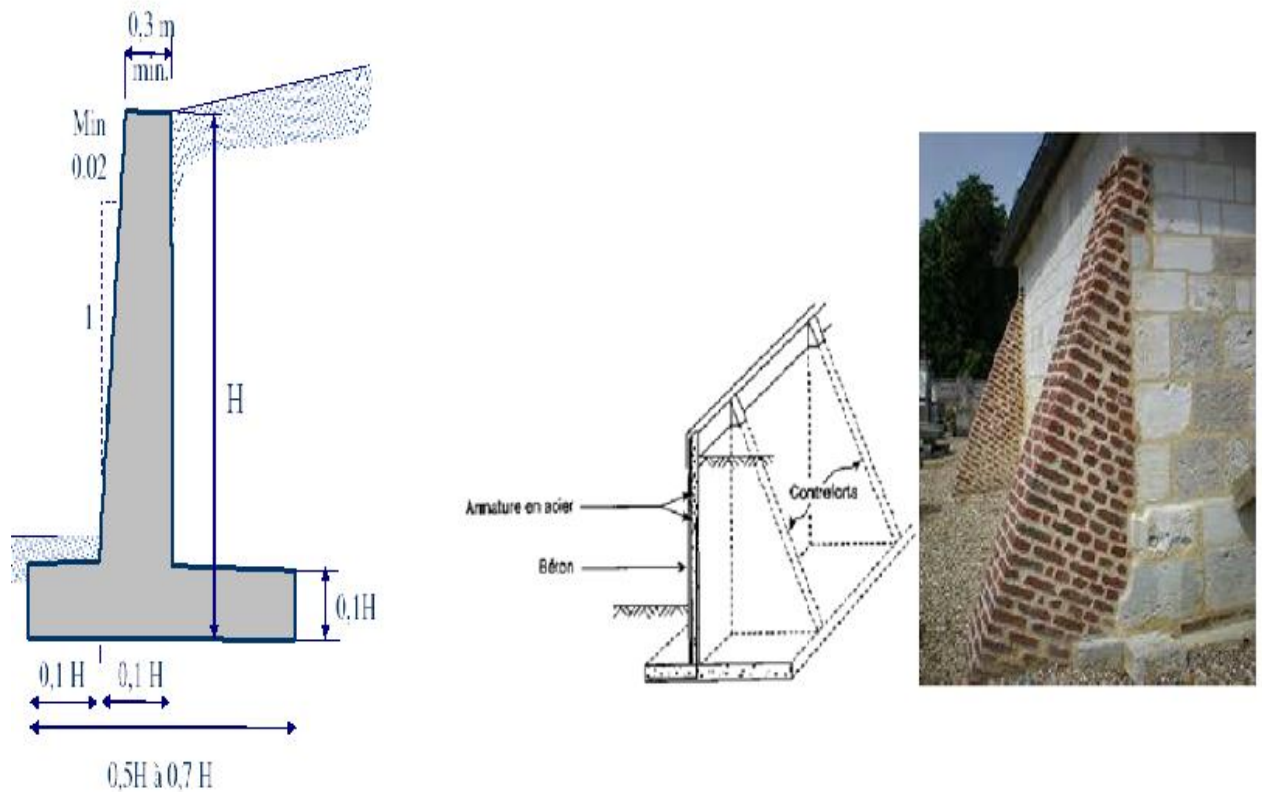 0,3 m
min.
Min
0.02
1
H
0,1H
0,1 H
0,1 H
0,5H à 0,7 H
Armature en acier
Béton
Contreforts